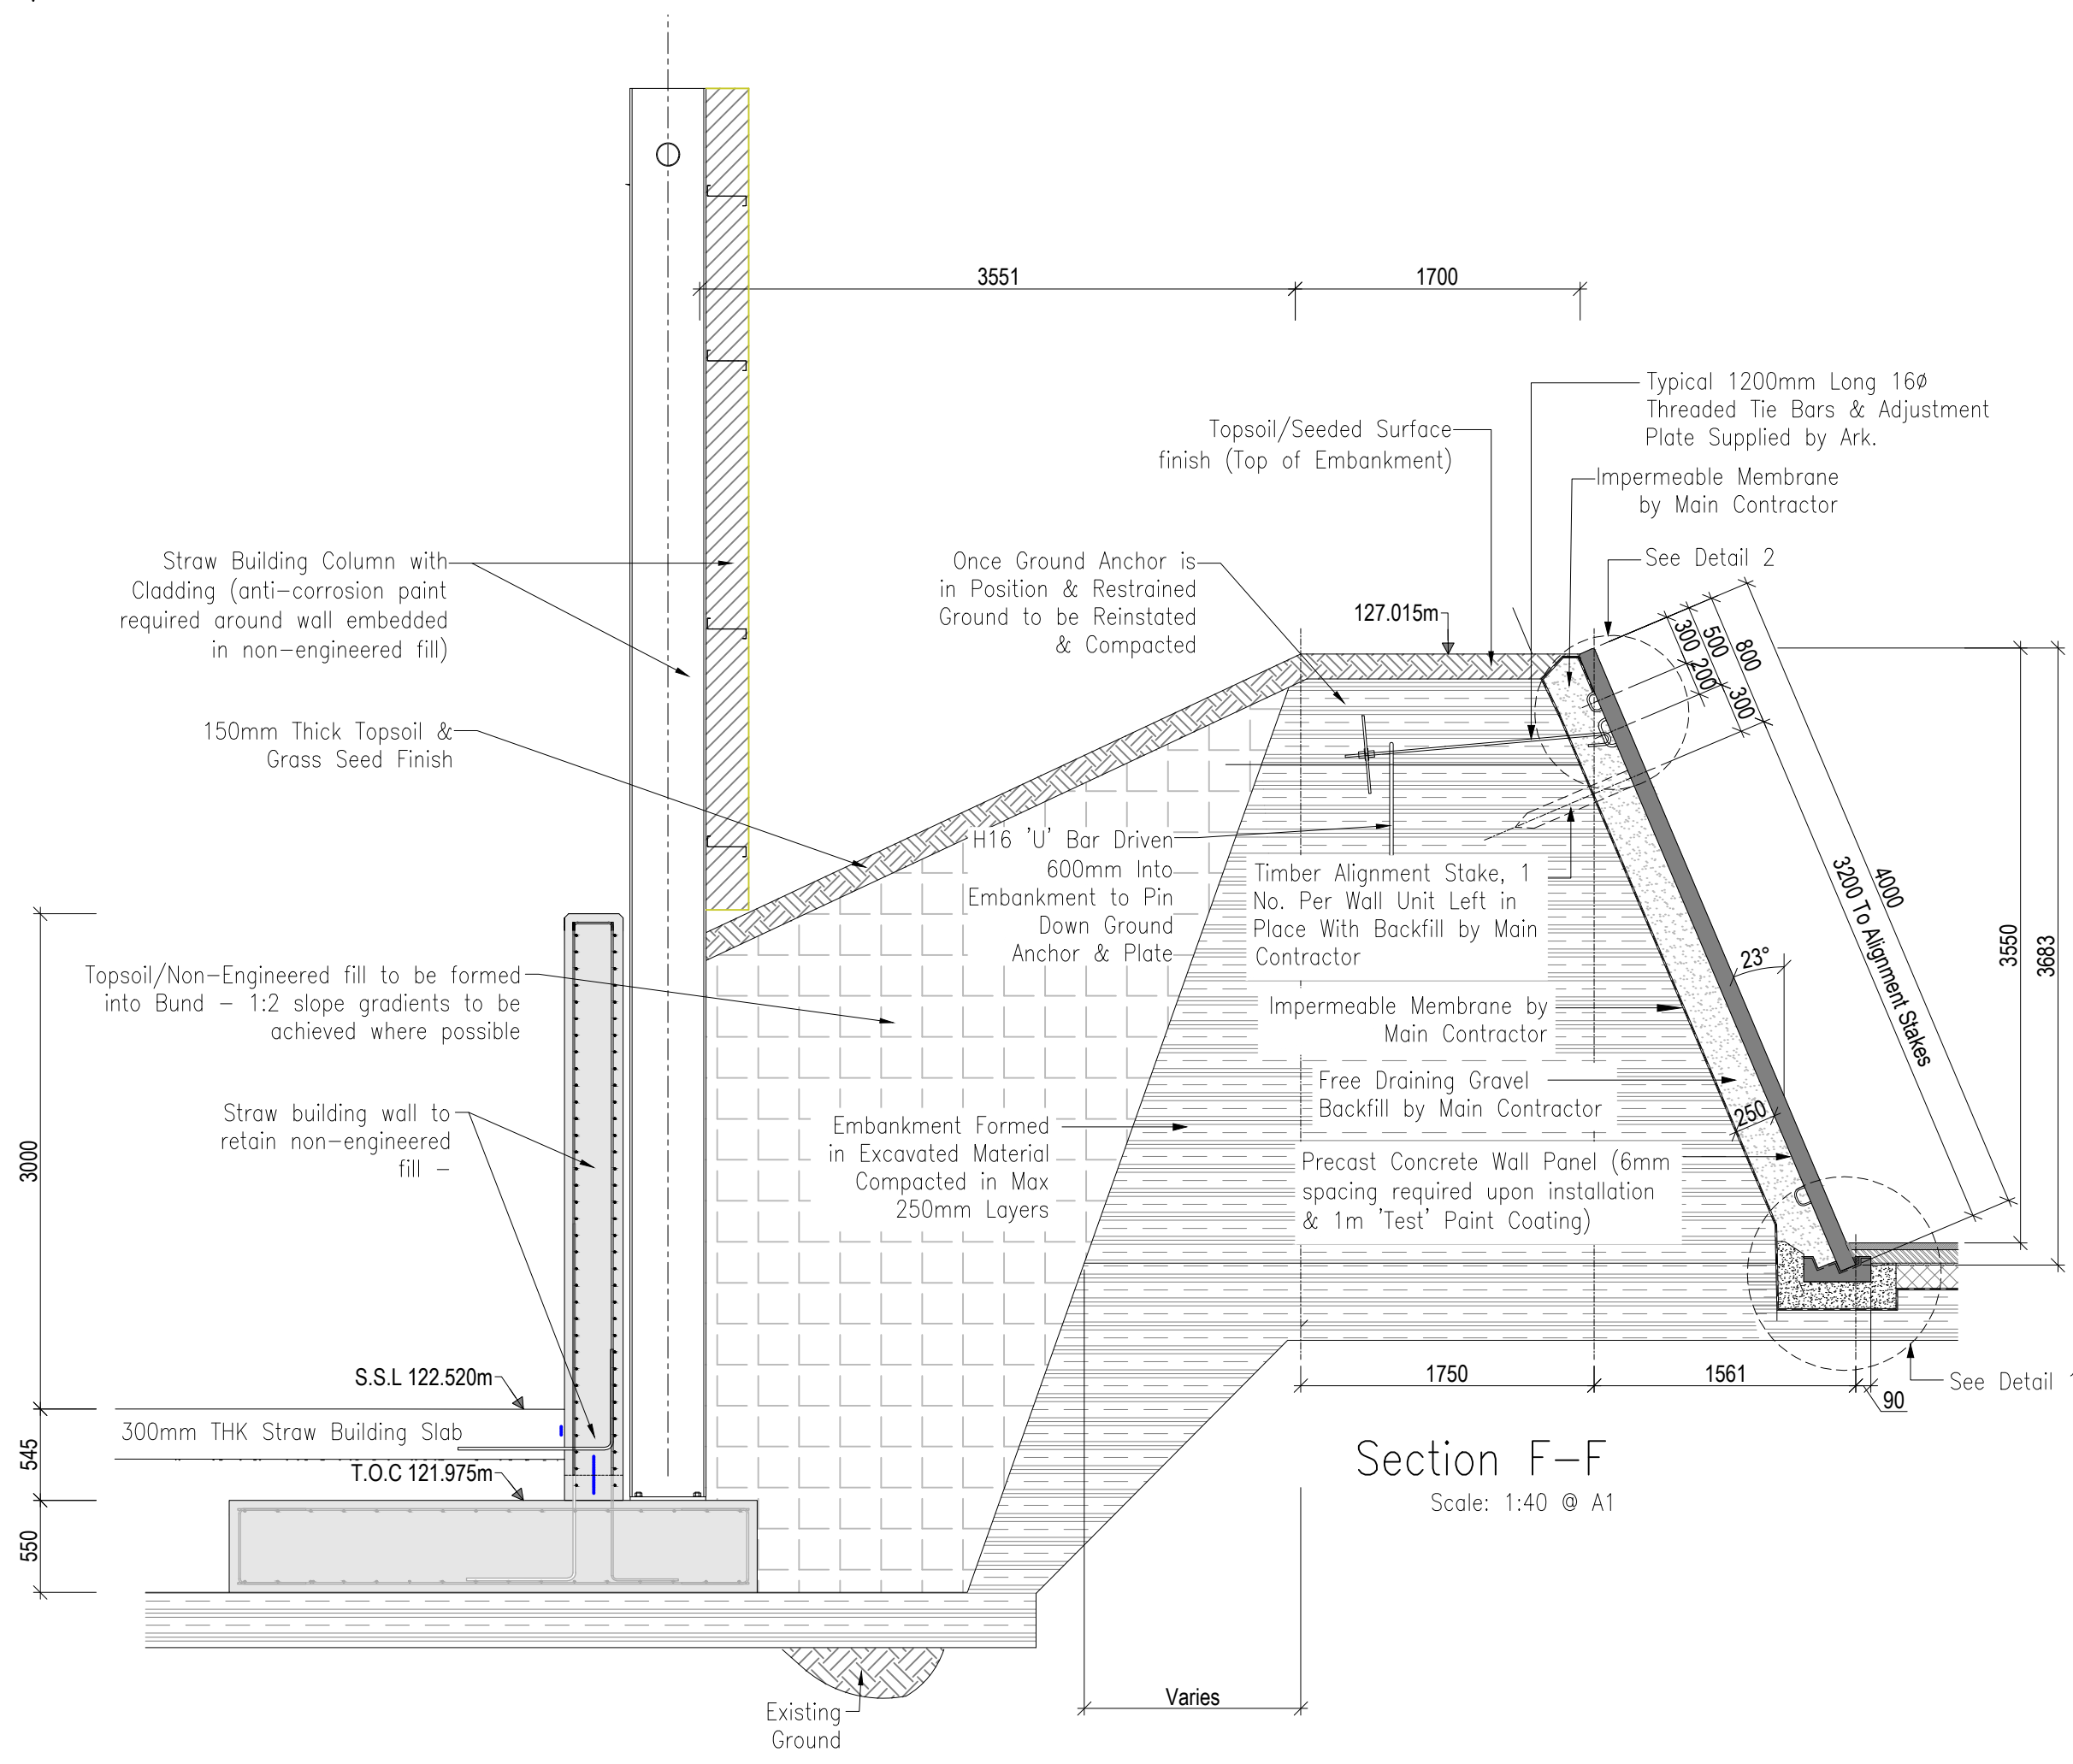 3551
1700
Typical 1200mm Long 16ø
Threaded Tie Bars & Adjustment
Plate Supplied by Ark.
Topsoil/Seeded Surface
finish (Top of Embankment)
Impermeable Membrane
by Main Contractor
See Detail 2
Straw Building Column with
Cladding (anti-corrosion paint
required around wall embedded
in non-engineered fill)
Once Ground Anchor is
in Position & Restrained
Ground to be Reinstated
& Compacted
127.015m
300
500
800
200
300
150mm Thick Topsoil &
Grass Seed Finish
H16 'U' Bar Driven
600mm Into
Embankment to Pin
Down Ground
Anchor & Plate
Timber Alignment Stake, 1
No. Per Wall Unit Left in
Place With Backfill by Main
Contractor
4000
3200 To Alignment Stakes
3550
3683
23°
Topsoil/Non-Engineered fill to be formed
into Bund - 1:2 slope gradients to be
achieved where possible
Impermeable Membrane by
Main Contractor
Free Draining Gravel
Backfill by Main Contractor
250
Straw building wall to
retain non-engineered
fill -
Embankment Formed
in Excavated Material
Compacted in Max
250mm Layers
Precast Concrete Wall Panel (6mm
spacing required upon installation
& 1m 'Test' Paint Coating)
3000
S.S.L 122.520m
300mm THK Straw Building Slab
T.O.C 121.975m
545
550
1750
1561
90
See Detail
Section F-F
Scale: 1:40 @ A1
Varies
Existing
Ground